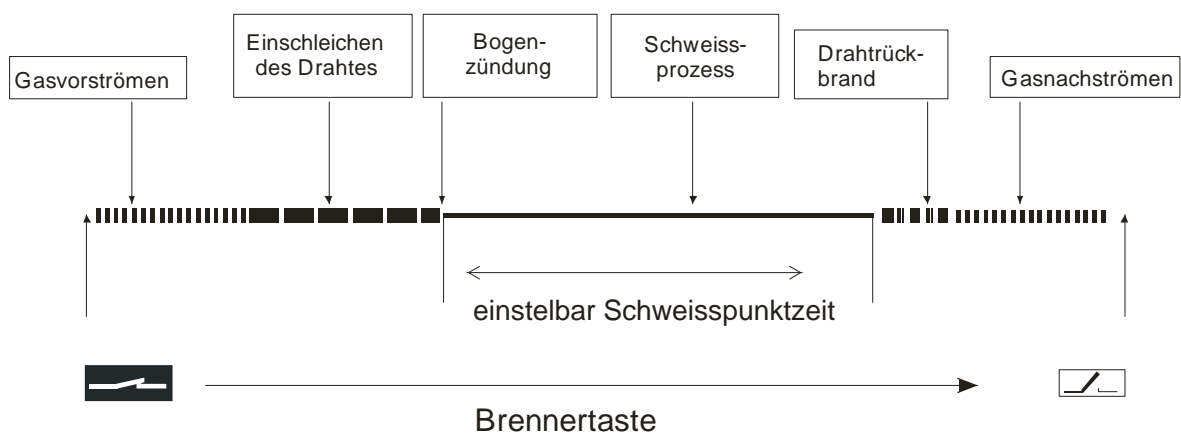 Gasvorströmen
Einschleichen
des Drahtes
Bogen-
zündung
Schweiss-
prozess
Drahtrück-
brand
Gasnachströmen
einstelbar Schweisspunktzeit
Brennertaste